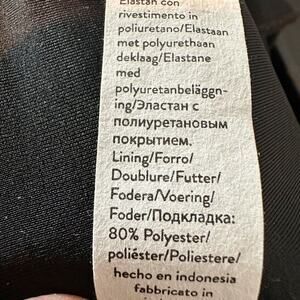 Elastan con
rivestimento in
poliuretano/Elastaan
met polyurethaan
deklaag/Elastane
med
polyuretanbeläggn-
ing/Эластан с
полиуретановым
покрытием.
Lining/Forro/
Doublure/Futter/
Fodera/Voering/
Foder/Подкладка:
80% Polyester/
poliéster/Poliestere/
hecho en indonesia
fabbricato in